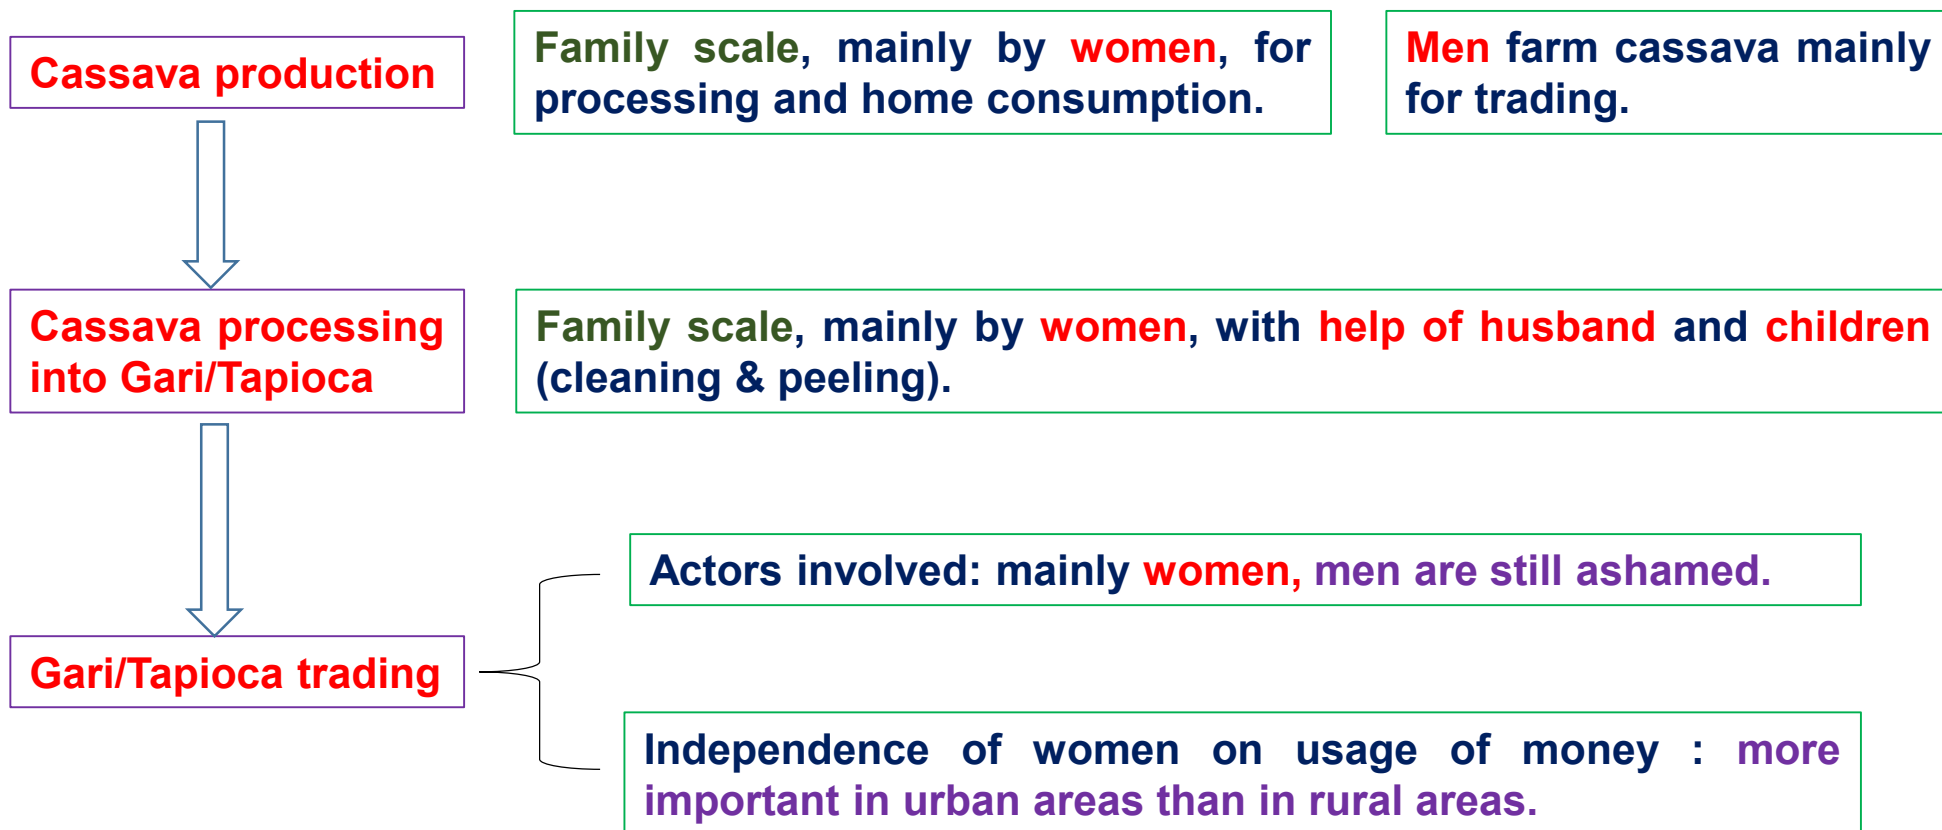 Cassava production
Family scale, mainly by women, for
processing and home consumption.
Men farm cassava mainly
for trading.
Cassava processing
into Gari/Tapioca
Family scale, mainly by women, with help of husband and children
(cleaning & peeling).
Gari/Tapioca trading
Actors involved: mainly women, men are still ashamed.
Independence of women on usage of money : more
important in urban areas than in rural areas.